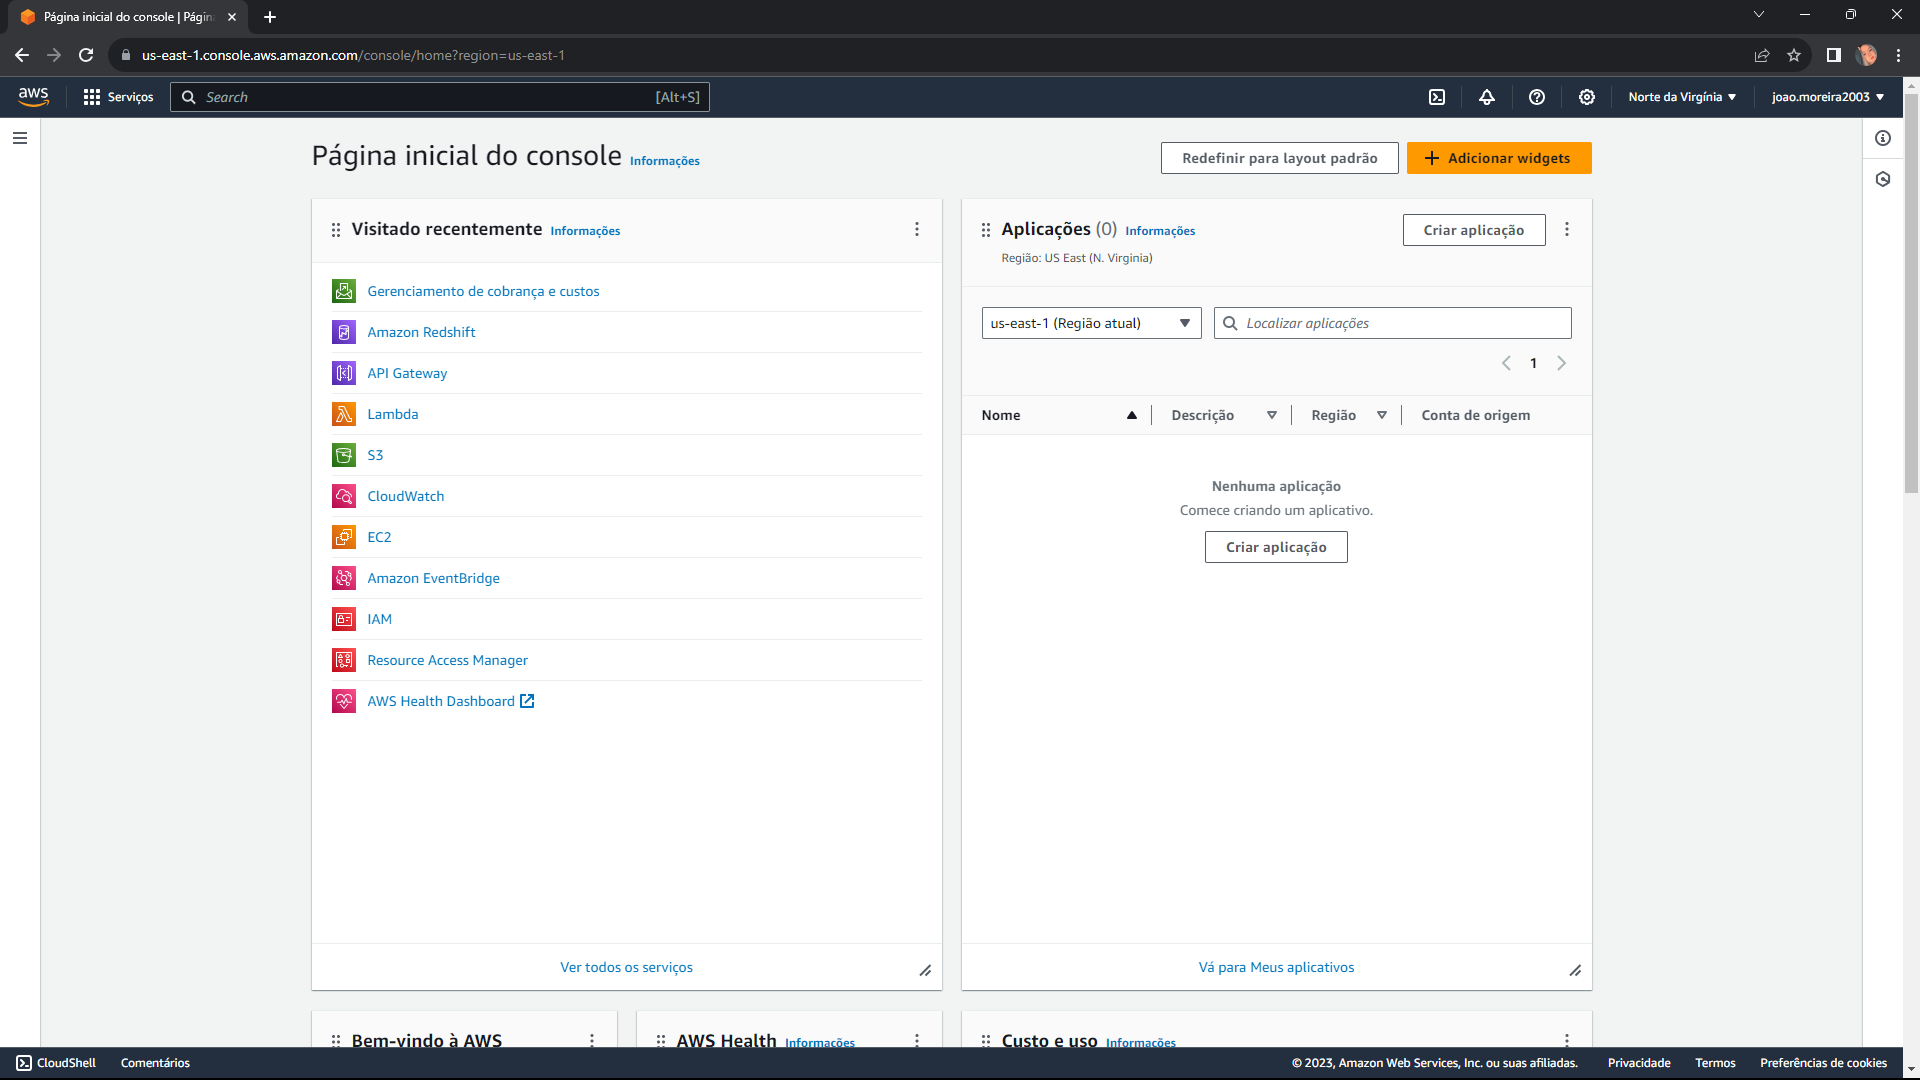 Página inicial do console | Págin
us-east-1.console.aws.amazon.com/console/home?region=us-east-1
aws
Serviços
Search
[Alt+S]
Norte da Virgínia
joao.moreira2003
Página inicial do console Informações
Redefinir para layout padrão
Adicionar widgets
Visitado recentemente Informações
Gerenciamento de cobrança e custos
Amazon Redshift
API Gateway
Lambda
S3
CloudWatch
EC2
Amazon EventBridge
IAM
Resource Access Manager
AWS Health Dashboard
Ver todos os serviços
Aplicações (0) Informações
Criar aplicação
Região: US East (N. Virginia)
us-east-1 (Região atual)
Localizar aplicações
1
Nome Descrição Região Conta de origem
Nenhuma aplicação
Comece criando um aplicativo.
Criar aplicação
Vá para Meus aplicativos
Bem-vindo à AWS
AWS Health Informações
Custo e uso Informações
CloudShell Comentários © 2023, Amazon Web Services, Inc. ou suas afiliadas. Privacidade Termos Preferências de cookies